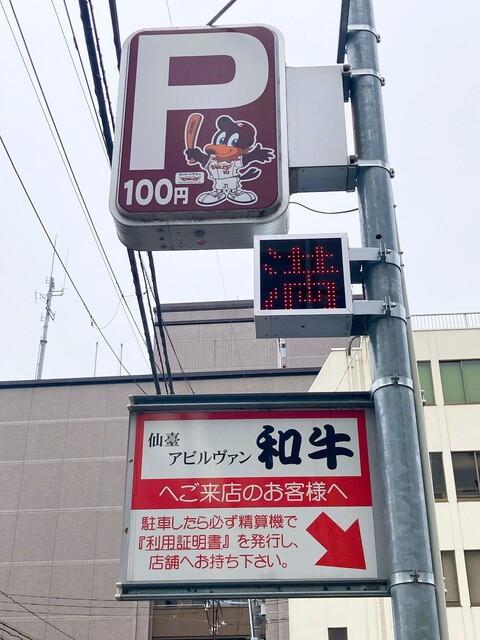 P
100円
満
仙臺
アビルヴァン 和牛
へご来店のお客様へ
駐車したら必ず精算機で
『利用証明書』を発行し、
店舗へお持ち下さい。